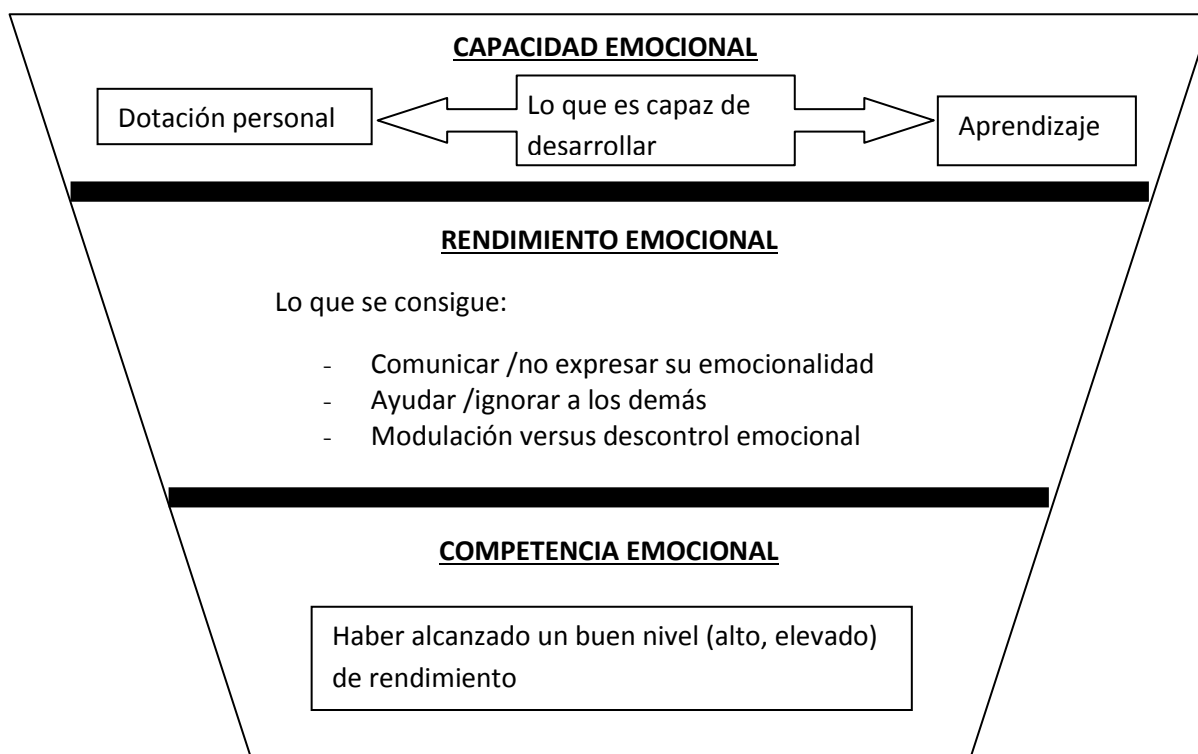 CAPACIDAD EMOCIONAL
Dotación personal
Lo que es capaz de
desarrollar
Aprendizaje
RENDIMIENTO EMOCIONAL
Lo que se consigue:
- Comunicar /no expresar su emocionalidad
- Ayudar /ignorar a los demás
- Modulación versus descontrol emocional
COMPETENCIA EMOCIONAL
Haber alcanzado un buen nivel (alto, elevado)
de rendimiento